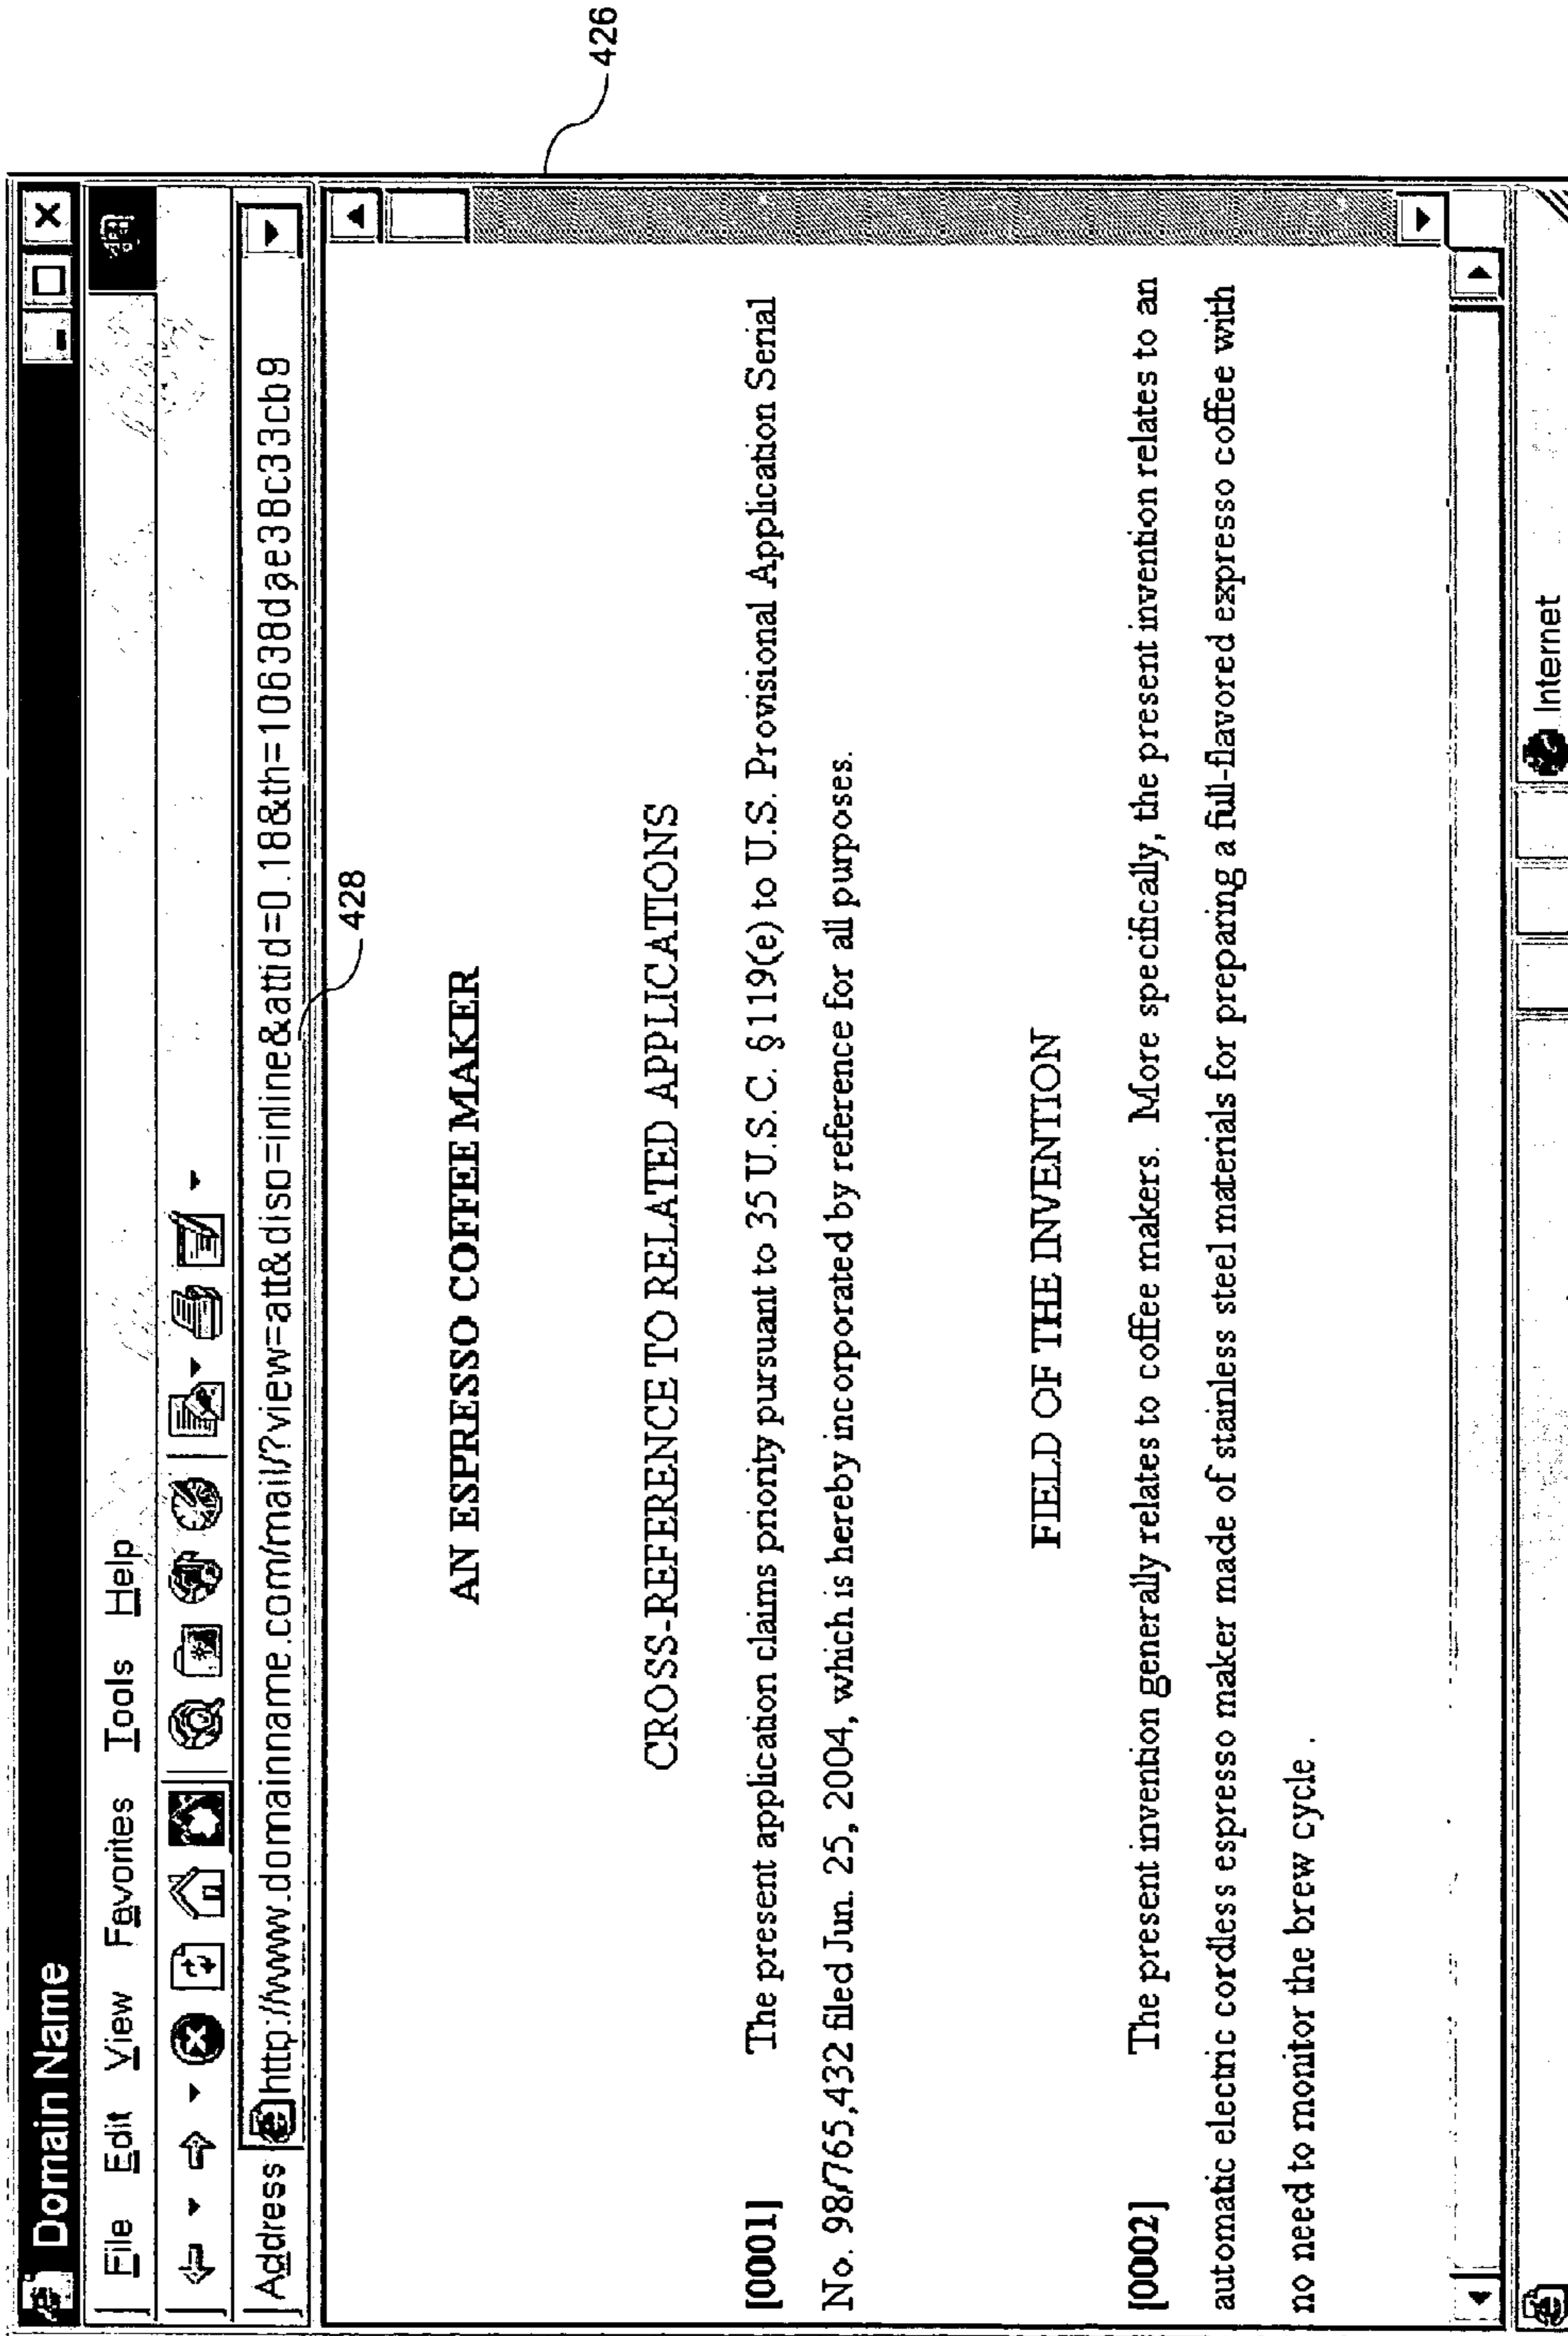 Domain Name
File Edit View Favorites Tools Help
Address http://www.domainname.com/mail/?view=att&diso=inline&attid=0.18&th=10638dae38c33cb9
428
426
AN ESPRESSO COFFEE MAKER
CROSS-REFERENCE TO RELATED APPLICATIONS
[0001] The present application claims priority pursuant to 35 U.S.C. §119(e) to U.S. Provisional Application Serial
No. 98/765,432 filed Jun. 25, 2004, which is hereby incorporated by reference for all purposes.
FIELD OF THE INVENTION
[0002] The present invention generally relates to coffee makers. More specifically, the present invention relates to an
automatic electric cordless espresso maker made of stainless steel materials for preparing a full-flavored expresso coffee with
no need to monitor the brew cycle .
Internet